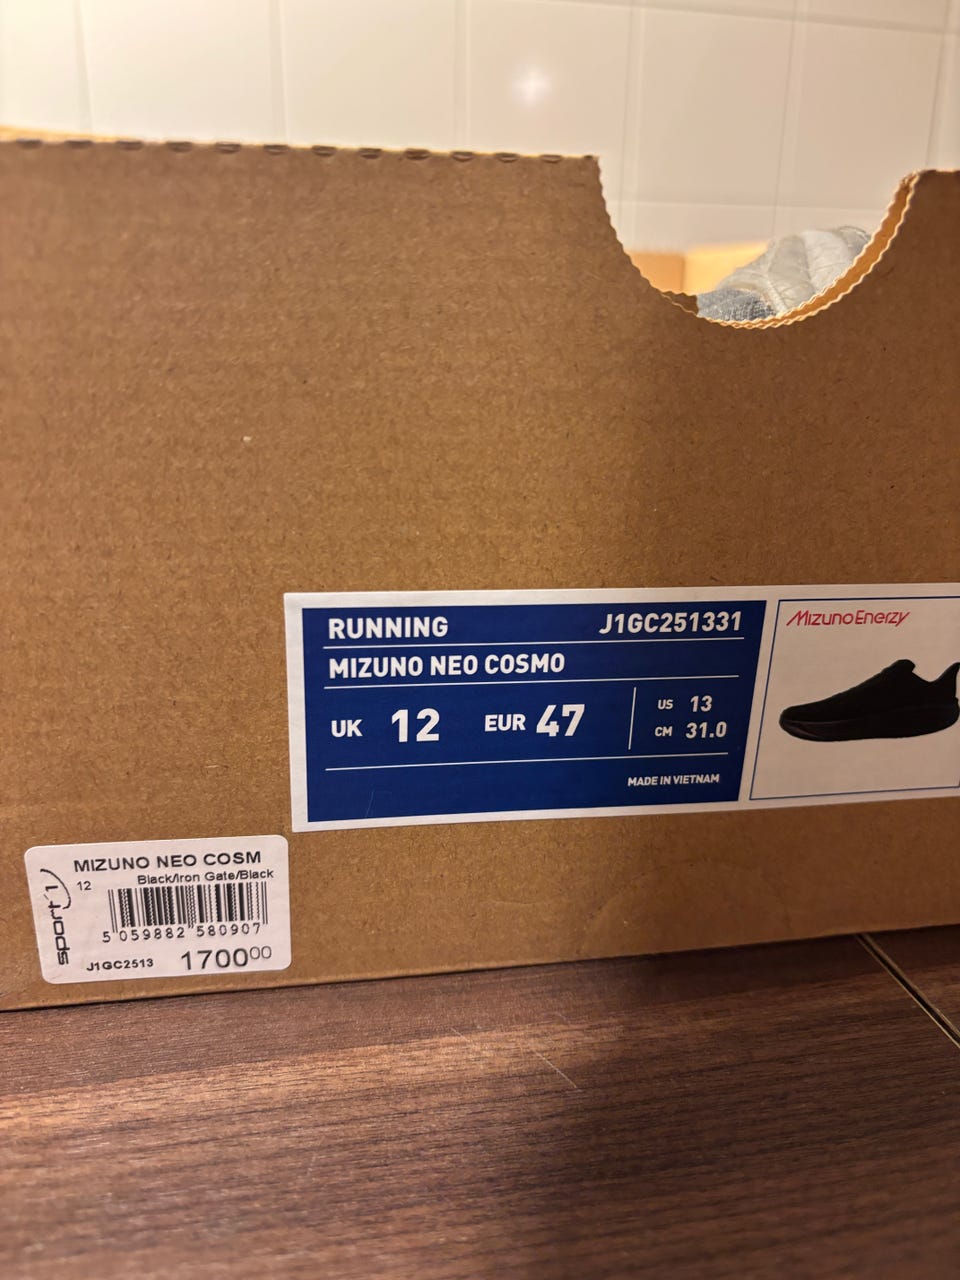 RUNNING J1GC251331
MIZUNO NEO COSMO
UK 12 EUR 47 US 13
CM 31.0
MADE IN VIETNAM
MizunoEnerzy
MIZUNO NEO COSM
Black/Iron Gate/Black
12
5 059882 580907
J1GC2513 1700⁰⁰
sport1